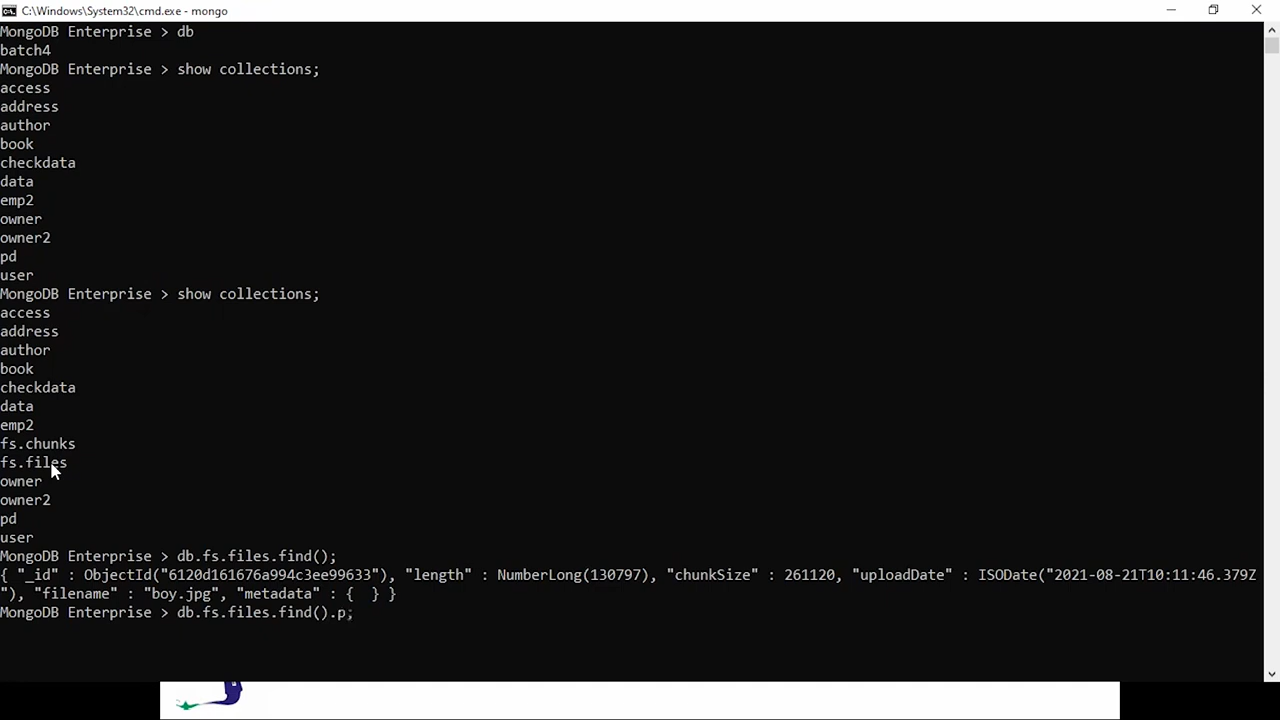 C:\Windows\System32\cmd.exe - mongo
MongoDB Enterprise > db
batch4
MongoDB Enterprise > show collections;
access
address
author
book
checkdata
data
emp2
owner
owner2
pd
user
MongoDB Enterprise > show collections;
access
address
author
book
checkdata
data
emp2
fs.chunks
fs.files
owner
owner2
pd
user
MongoDB Enterprise > db.fs.files.find();
{ "_id" : ObjectId("6120d161676a994c3ee99633"), "length" : NumberLong(130797), "chunkSize" : 261120, "uploadDate" : ISODate("2021-08-21T10:11:46.379Z
"), "filename" : "boy.jpg", "metadata" : {  } }
MongoDB Enterprise > db.fs.files.find().p;